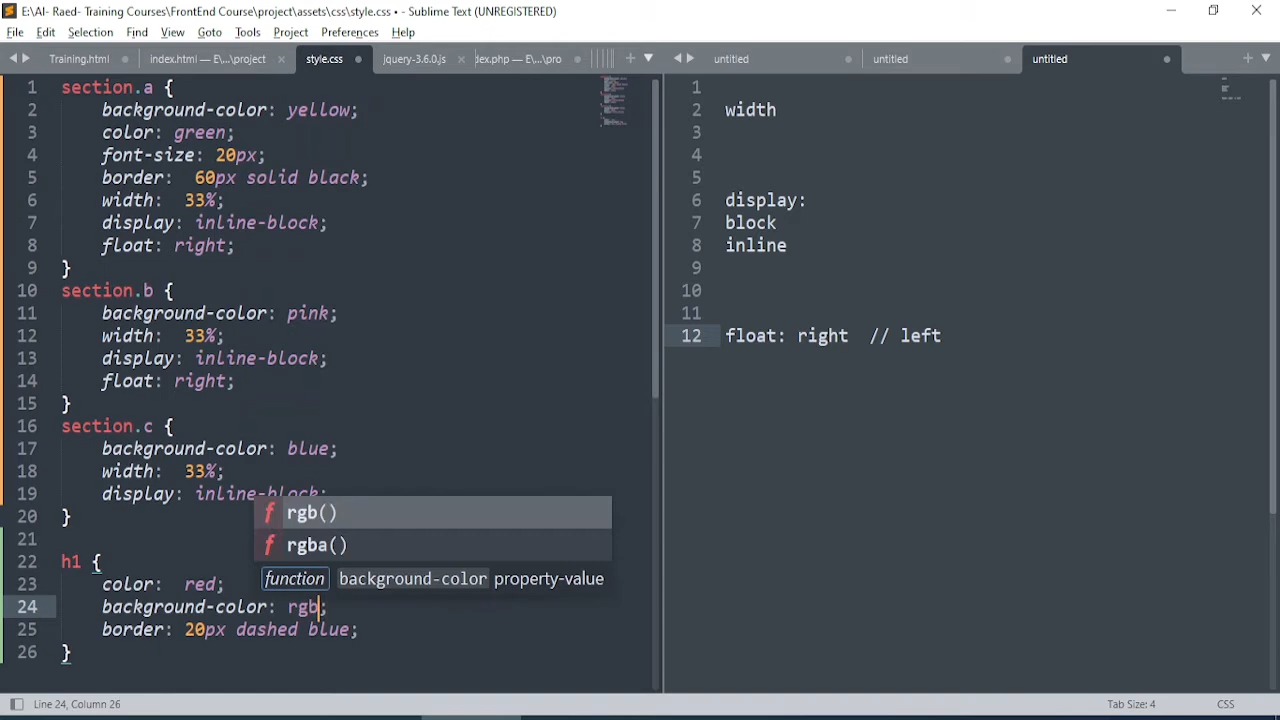 E:\AI- Raed- Training Courses\FrontEnd Course\project\assets\css\style.css • - Sublime Text (UNREGISTERED)
File Edit Selection Find View Goto Tools Project Preferences Help
Training.html index.html — E:\...\project style.css jquery-3.6.0.js dex.php — E:\...\pro untitled untitled untitled
1 section.a {
2 background-color: yellow;
3 color: green;
4 font-size: 20px;
5 border: 60px solid black;
6 width: 33%;
7 display: inline-block;
8 float: right;
9 }
10 section.b {
11 background-color: pink;
12 width: 33%;
13 display: inline-block;
14 float: right;
15 }
16 section.c {
17 background-color: blue;
18 width: 33%;
19 display: inline-block;
20 }
21
22 h1 {
23 color: red;
24 background-color: rgb;
25 border: 20px dashed blue;
26 }
f rgb()
f rgba()
function background-color property-value
1
2 width
3
4
5
6 display:
7 block
8 inline
9
10
11
12 float: right // left
Line 24, Column 26
Tab Size: 4
CSS